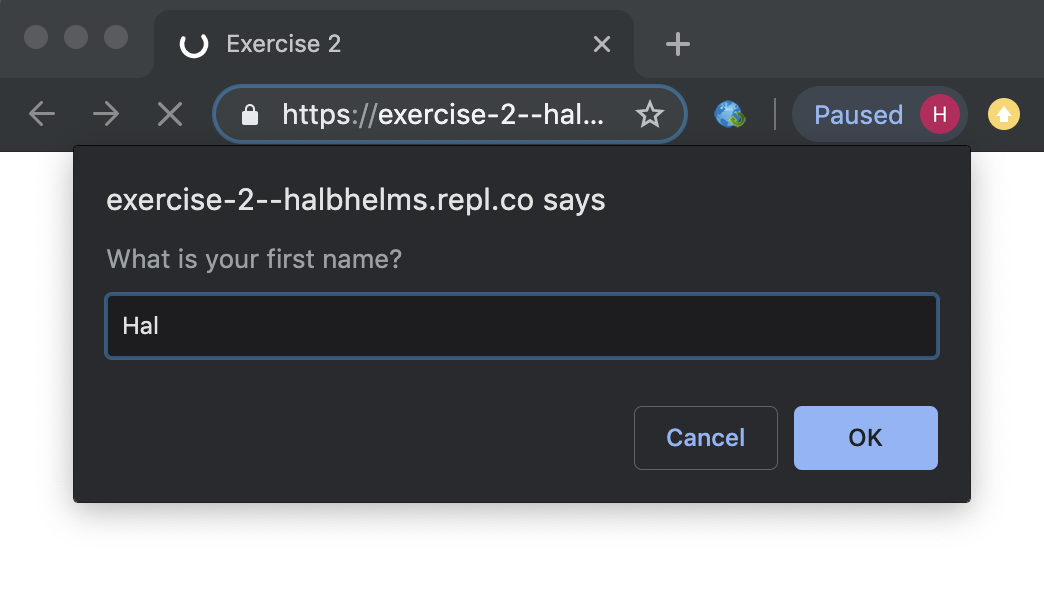 Exercise 2
https://exercise-2--hal...
Paused
H
exercise-2--halbhelms.repl.co says
What is your first name?
Hal
Cancel
OK